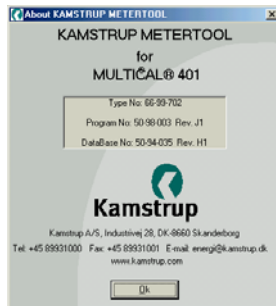 About KAMSTRUP METERTOOL
KAMSTRUP METERTOOL
for
MULTICAL® 401
Type No: 66-99-702
Program No: 50-98-003 Rev. J1
DataBase No: 50-94-035 Rev. H1
Kamstrup
Kamstrup A/S, Industrivej 28, DK-8660 Skanderborg
Tel: +45 89931000 Fax: +45 89931001 E-mail: energi@kamstrup.dk
www.kamstrup.com
Ok